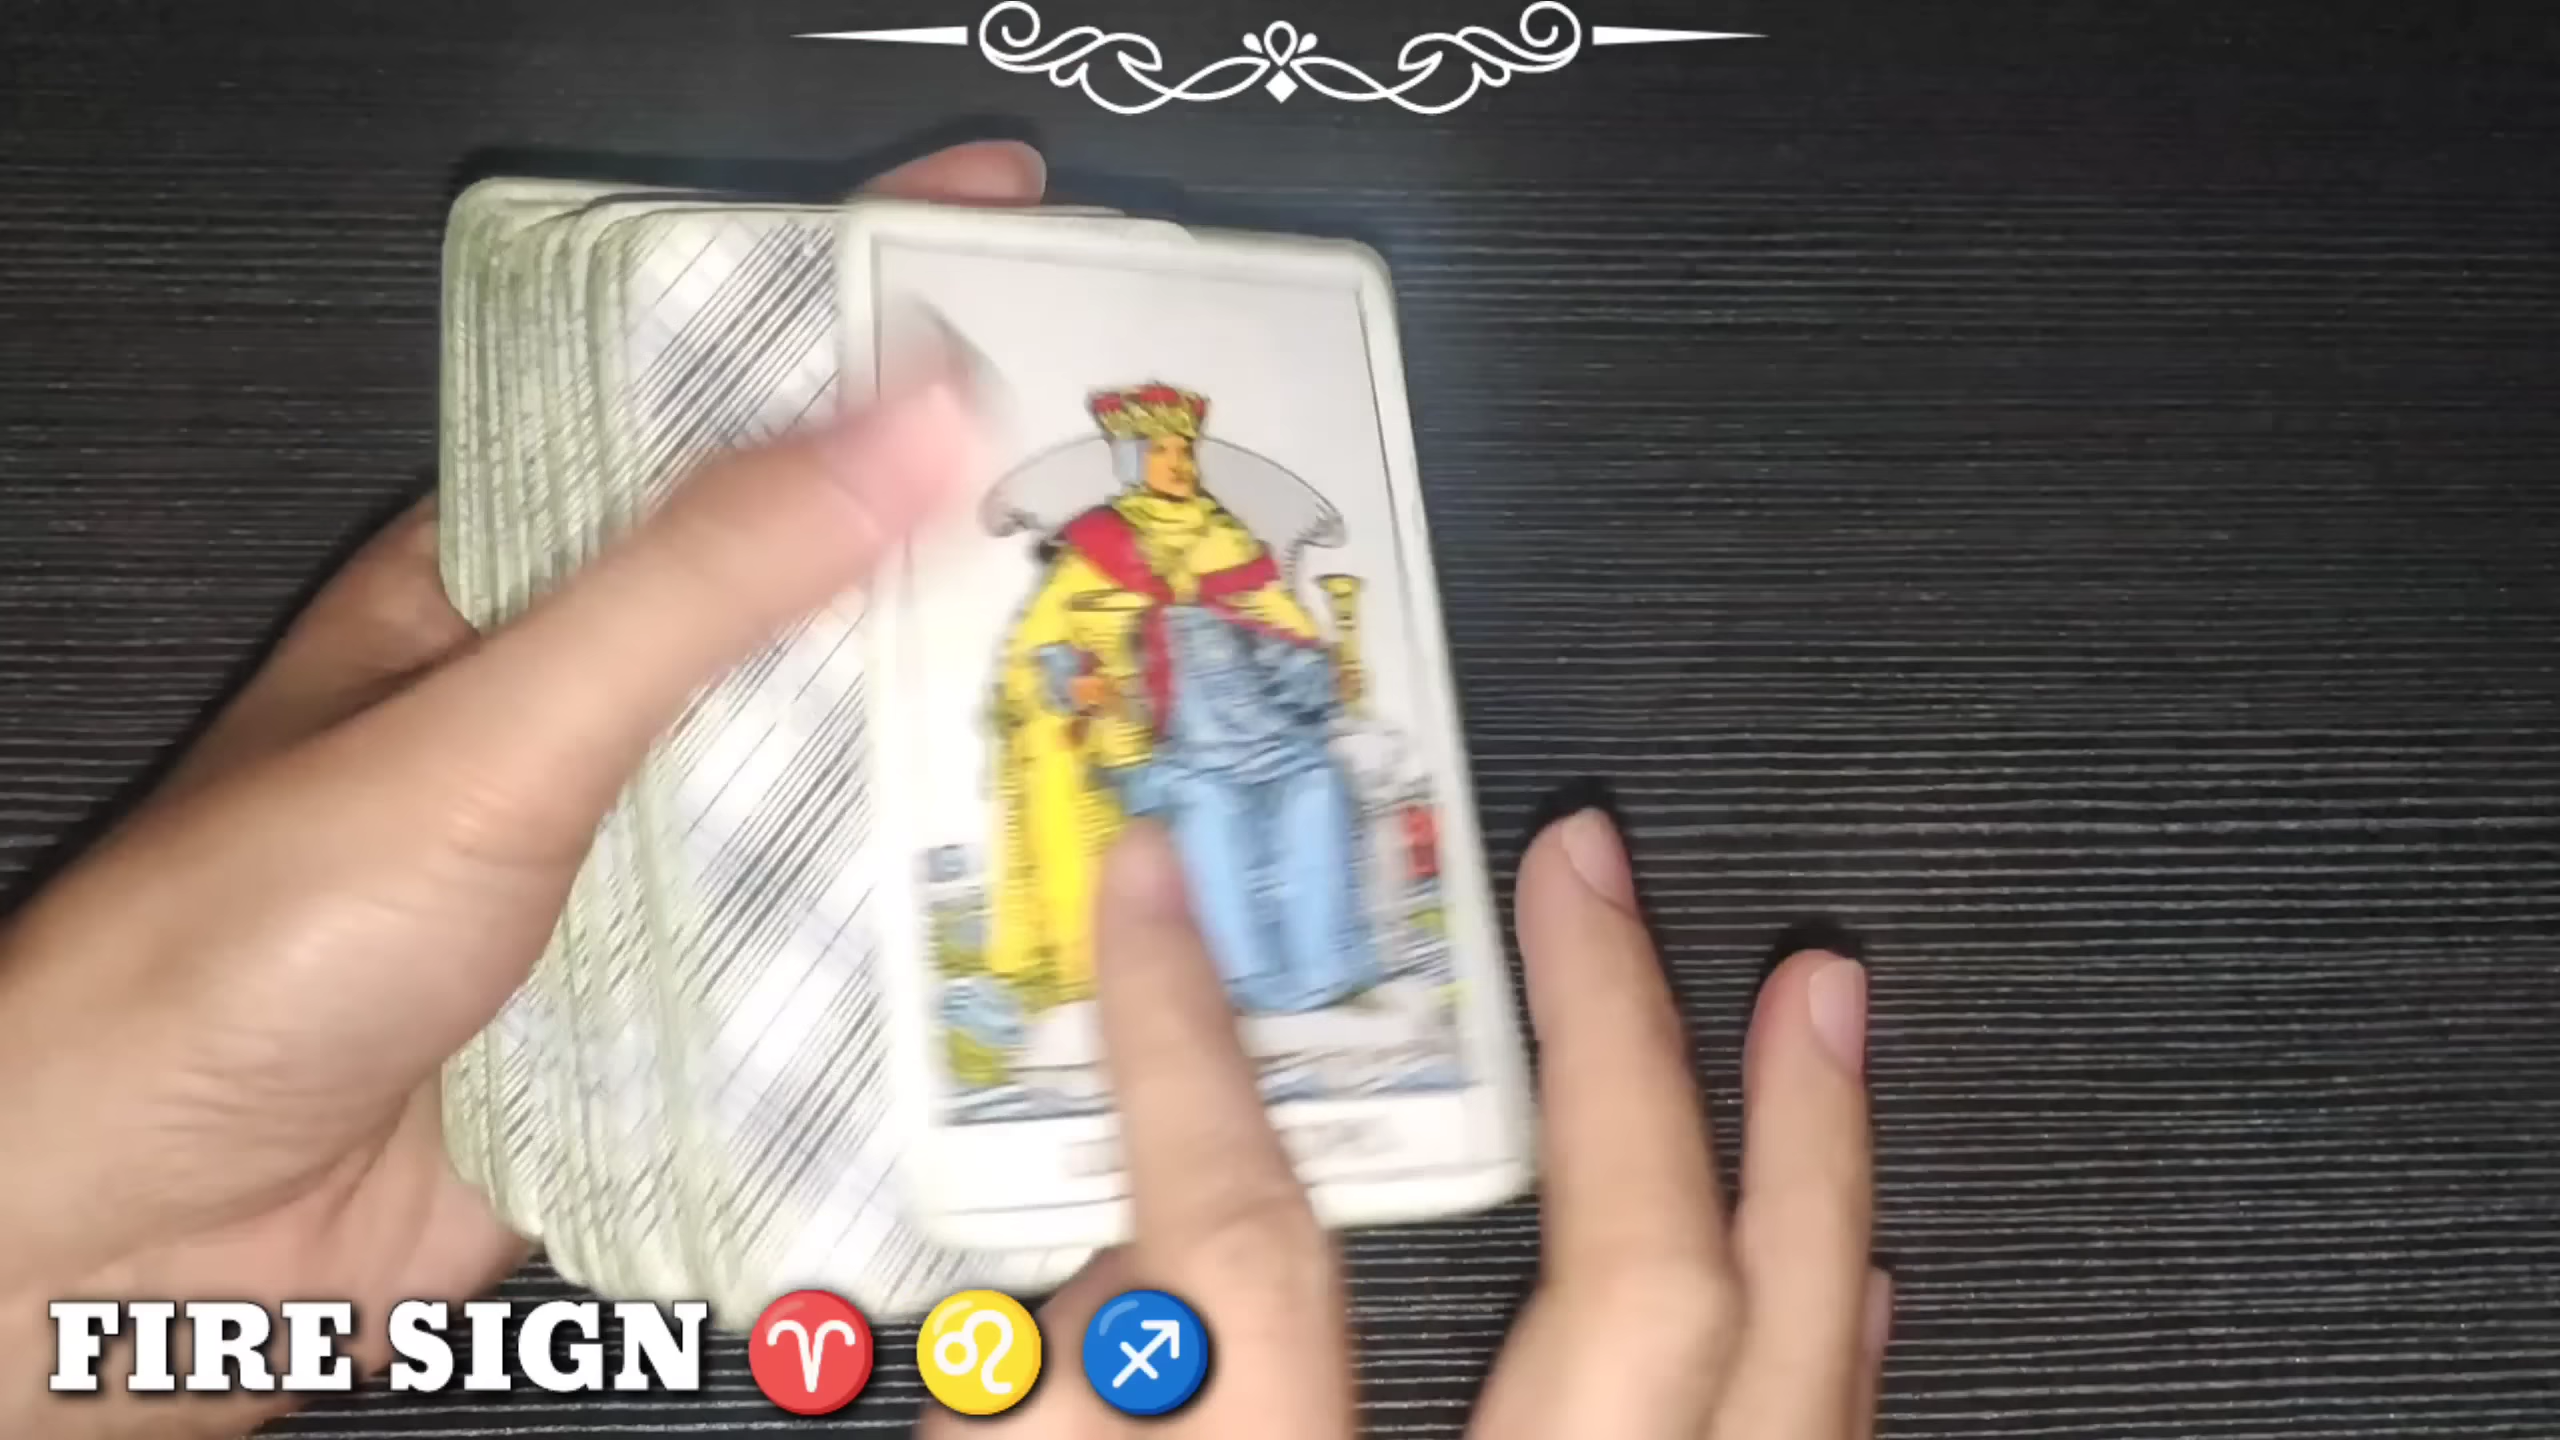 FIRE SIGN ♈ ♌ ♐